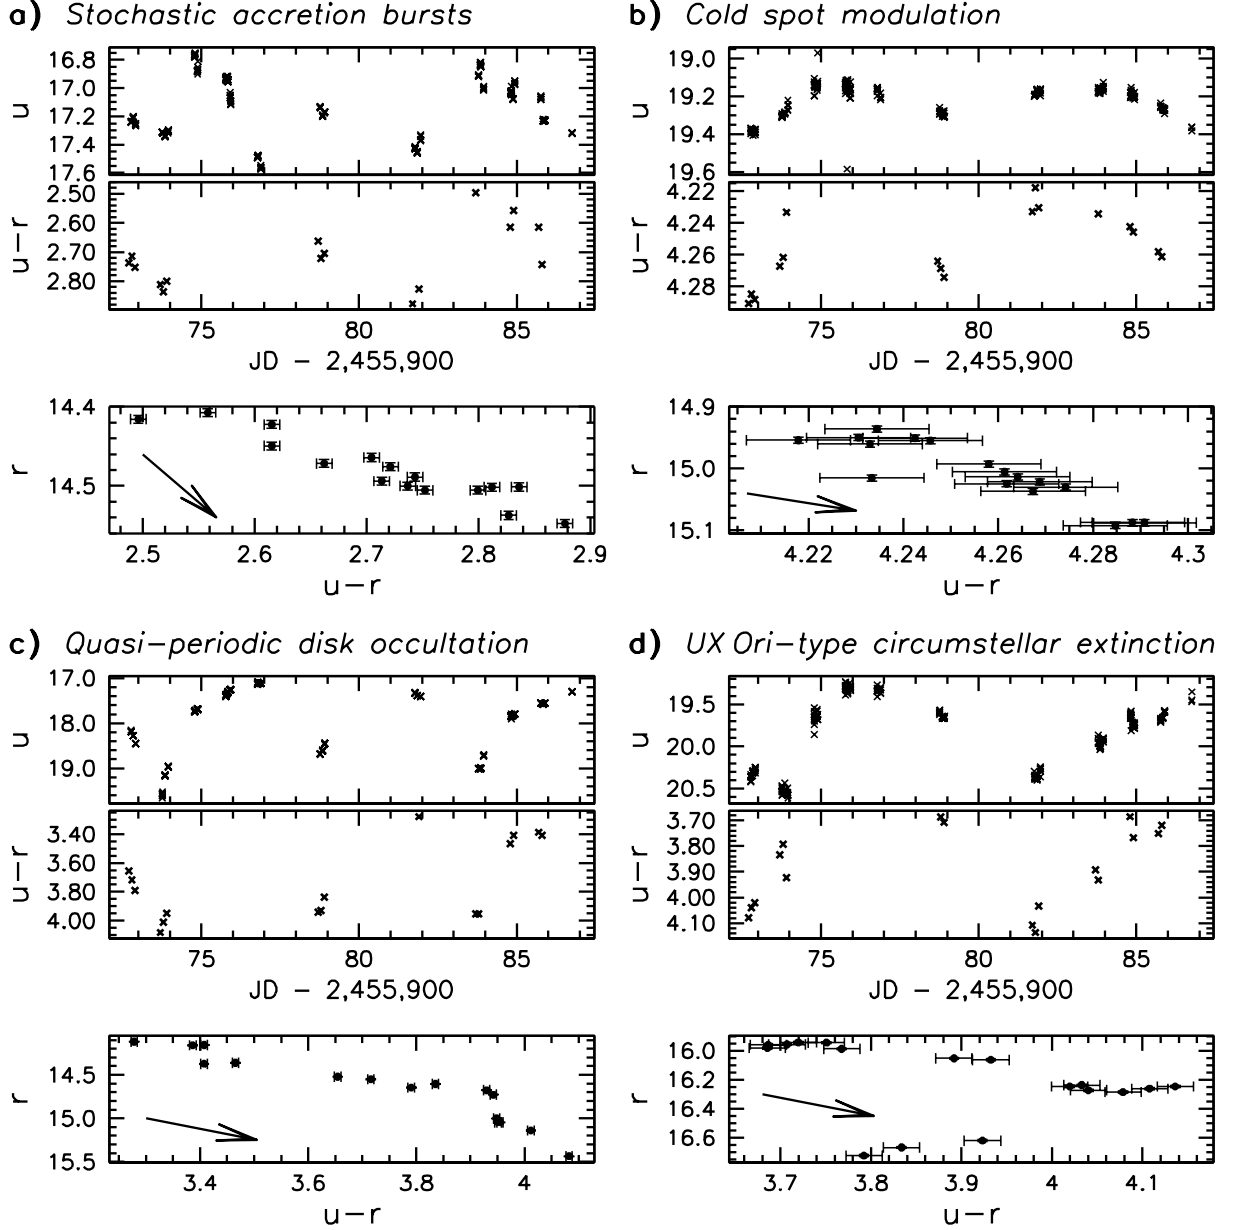 a) Stochastic accretion bursts
u
16.8
17.0
17.2
17.4
17.6
u-r
2.50
2.60
2.70
2.80
75 80 85
JD - 2,455,900
r
14.4
14.5
2.5 2.6 2.7 2.8 2.9
u-r
b) Cold spot modulation
u
19.0
19.2
19.4
19.6
u-r
4.22
4.24
4.26
4.28
75 80 85
JD - 2,455,900
r
14.9
15.0
15.1
4.22 4.24 4.26 4.28 4.3
u-r
c) Quasi-periodic disk occultation
u
17.0
18.0
19.0
u-r
3.40
3.60
3.80
4.00
75 80 85
JD - 2,455,900
r
14.5
15.0
15.5
3.4 3.6 3.8 4
u-r
d) UX Ori-type circumstellar extinction
u
19.5
20.0
20.5
u-r
3.70
3.80
3.90
4.00
4.10
75 80 85
JD - 2,455,900
r
16.0
16.2
16.4
16.6
3.7 3.8 3.9 4 4.1
u-r